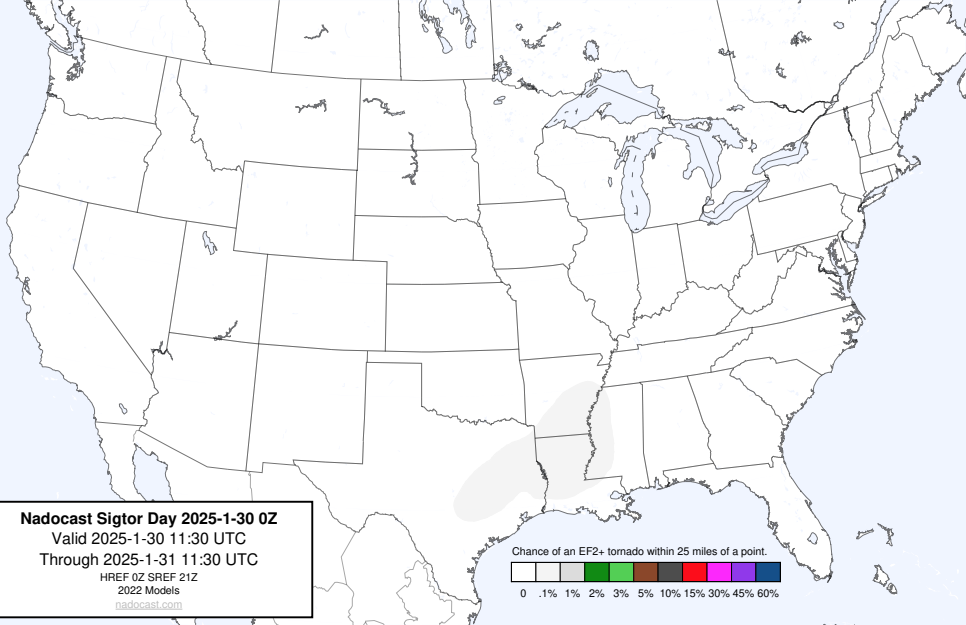 Nadocast Sigtor Day 2025-1-30 0Z
Valid 2025-1-30 11:30 UTC
Through 2025-1-31 11:30 UTC
HREF 0Z SREF 21Z
2022 Models
nadocast.com
Chance of an EF2+ tornado within 25 miles of a point.
0 .1% 1% 2% 3% 5% 10% 15% 30% 45% 60%